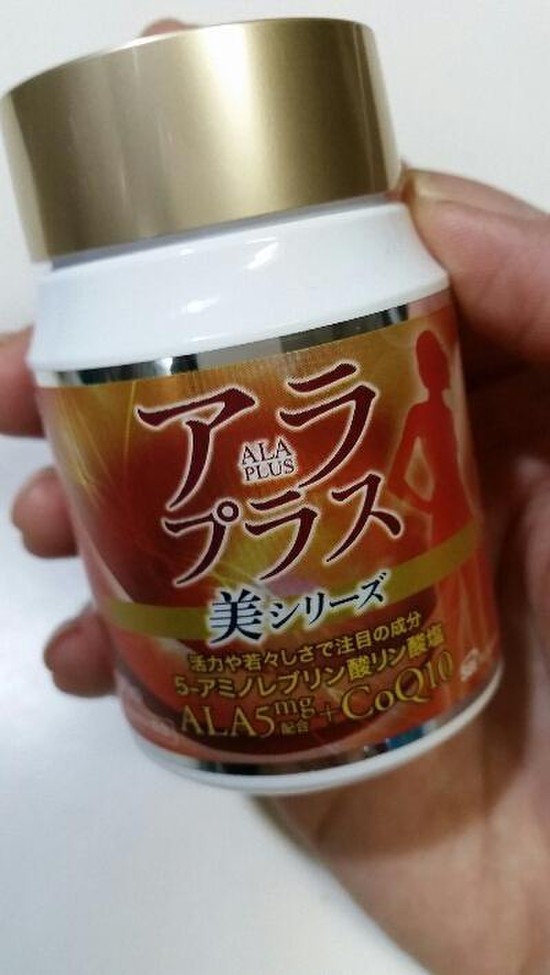 アラ
ALA
PLUS
プラス
美シリーズ
活力や若々しさで注目の成分
5-アミノレブリン酸リン酸塩
ALA5mg配合+CoQ10